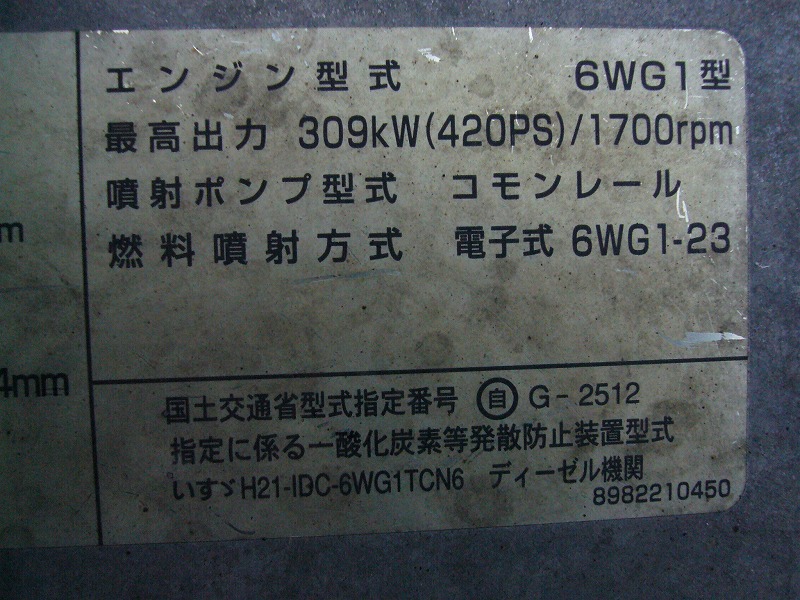 エンジン型式 6WG1型
最高出力 309kW(420PS)/1700rpm
噴射ポンプ型式 コモンレール
m
燃料噴射方式 電子式 6WG1-23
4mm
国土交通省型式指定番号 自 G-2512
指定に係る一酸化炭素等発散防止装置型式
いすゞH21-IDC-6WG1TCN6 ディーゼル機関
8982210450